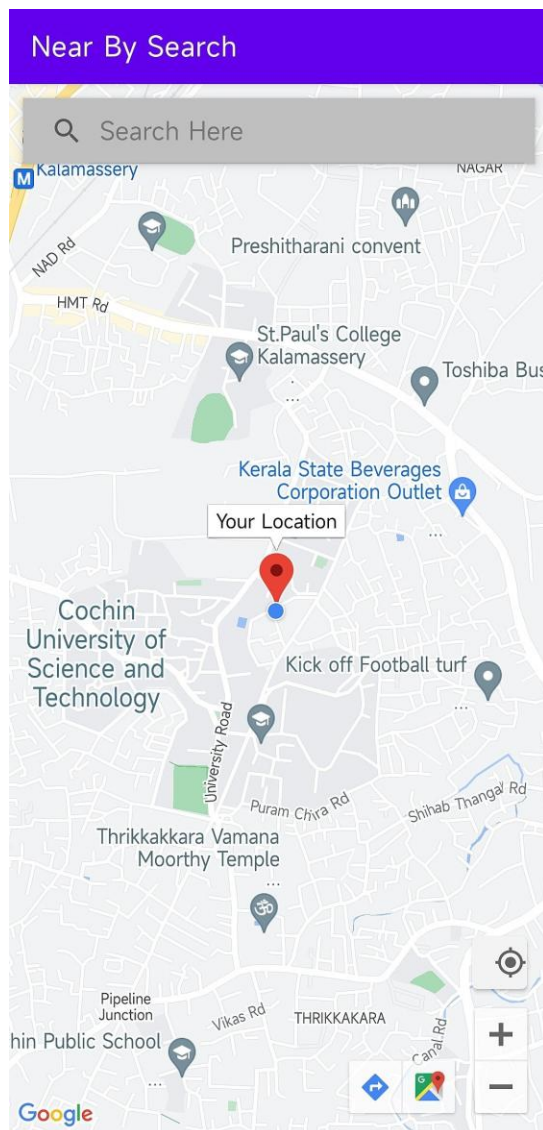 Near By Search
Search Here
M
Kalamassery
NAGAR
NAD Rd
Preshitharani convent
HMT Rd
St.Paul's College
Kalamassery
Toshiba Bus
Kerala State Beverages
Corporation Outlet
Your Location
Cochin
University of
Science and
Technology
Kick off Football turf
University Road
Puram Chira Rd
Shihab Thangal Rd
Thrikkakkara Vamana
Moorthy Temple
ॐ
Pipeline
Junction
Vikas Rd
THRIKKAKARA
hin Public School
Canal Rd
+
−
G
Google